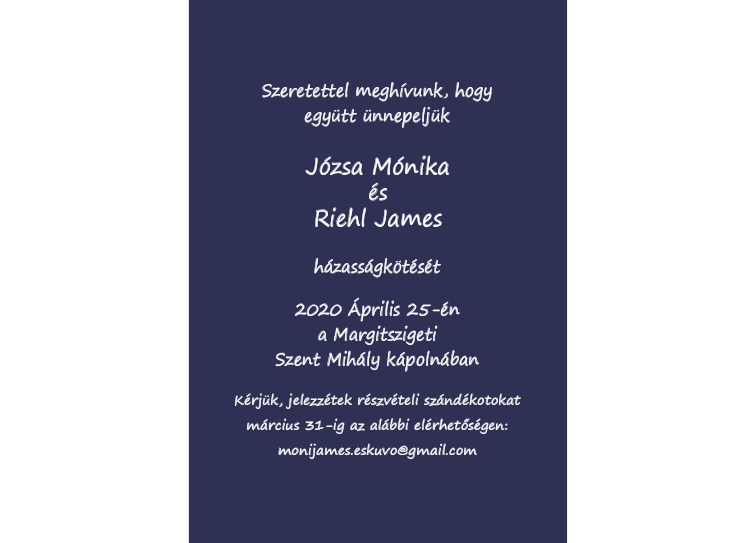 Szeretettel meghívunk, hogy
együtt ünnepeljük
Józsa Mónika
és
Riehl James
házasságkötését
2020 Április 25-én
a Margitszigeti
Szent Mihály kápolnában
Kérjük, jelezzétek részvételi szándékotokat
március 31-ig az alábbi elérhetőségen:
monijames.eskuvo@gmail.com